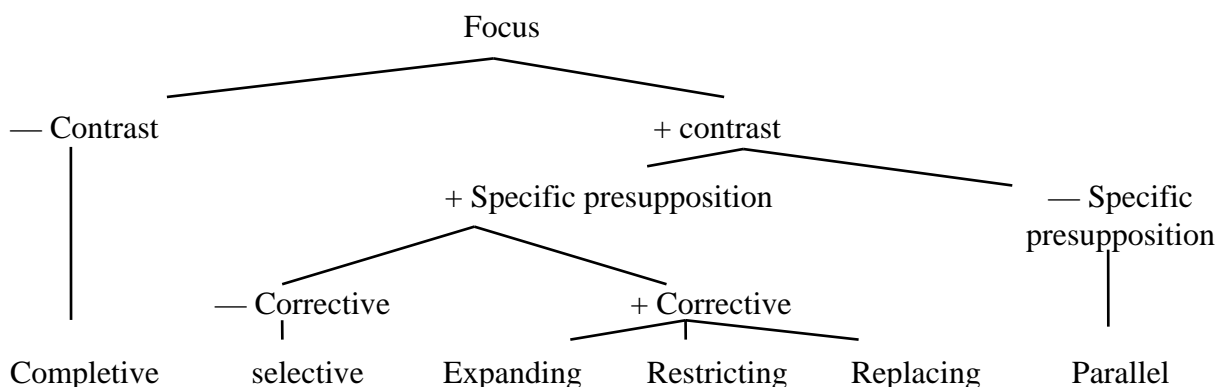 Focus
— Contrast
+ contrast
+ Specific presupposition
— Specific
presupposition
— Corrective
+ Corrective
Completive
selective
Expanding
Restricting
Replacing
Parallel